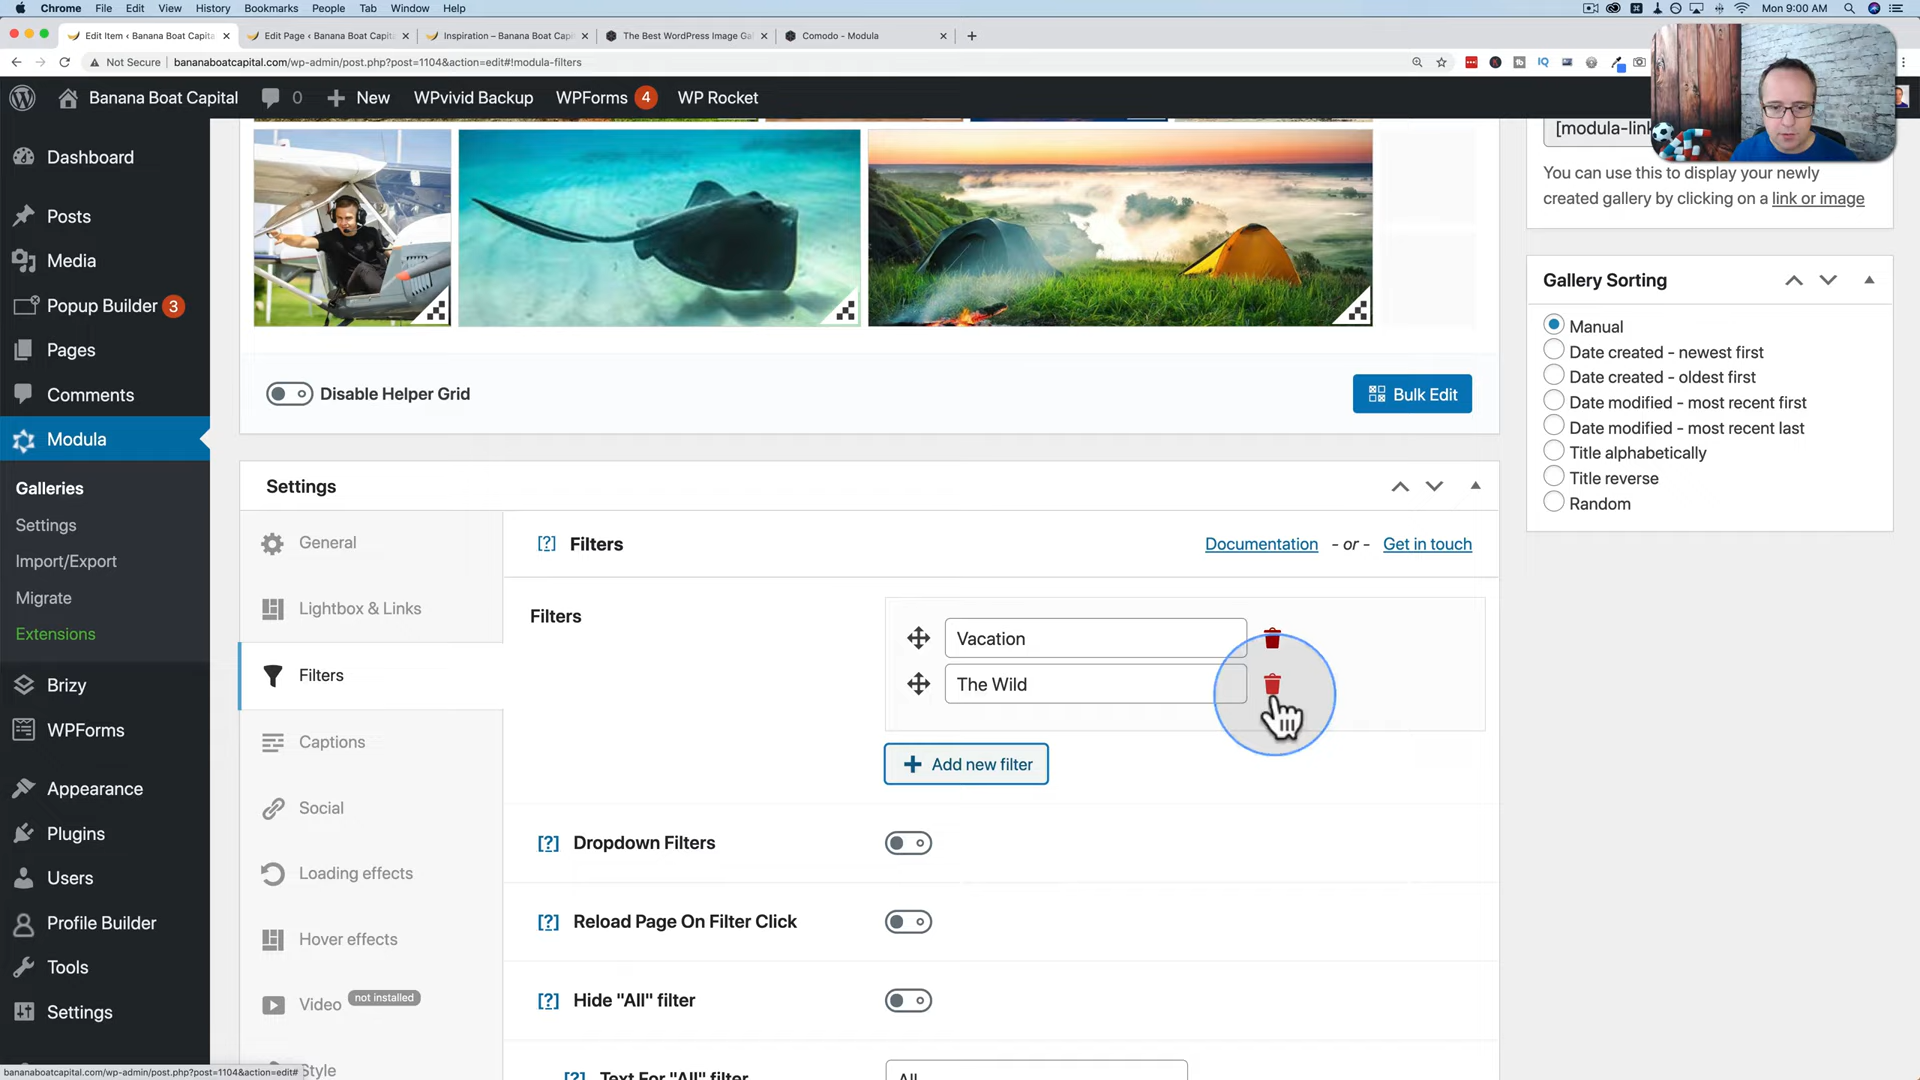 Chrome File Edit View History Bookmarks People Tab Window Help Mon 9:00 AM
Edit Item ‹ Banana Boat Capital Edit Page ‹ Banana Boat Capital Inspiration – Banana Boat Capi The Best WordPress Image Ga Comodo - Modula
Not Secure bananaboatcapital.com/wp-admin/post.php?post=1104&action=edit#!modula-filters
Banana Boat Capital 0 New WPvivid Backup WPForms 4 WP Rocket
Dashboard
Posts
Media
Popup Builder 3
Pages
Comments
Modula
Galleries
Settings
Import/Export
Migrate
Extensions
Brizy
WPForms
Appearance
Plugins
Users
Profile Builder
Tools
Settings
bananaboatcapital.com/wp-admin/post.php?post=1104&action=edit#
Disable Helper Grid
Bulk Edit
Settings
General
Lightbox & Links
Filters
Captions
Social
Loading effects
Hover effects
Video not installed
Style
[?] Filters
Documentation - or - Get in touch
Filters
Vacation
The Wild
Add new filter
[?] Dropdown Filters
[?] Reload Page On Filter Click
[?] Hide "All" filter
[?] Text For "All" filter
All
[modula-link
You can use this to display your newly
created gallery by clicking on a link or image
Gallery Sorting
Manual
Date created - newest first
Date created - oldest first
Date modified - most recent first
Date modified - most recent last
Title alphabetically
Title reverse
Random